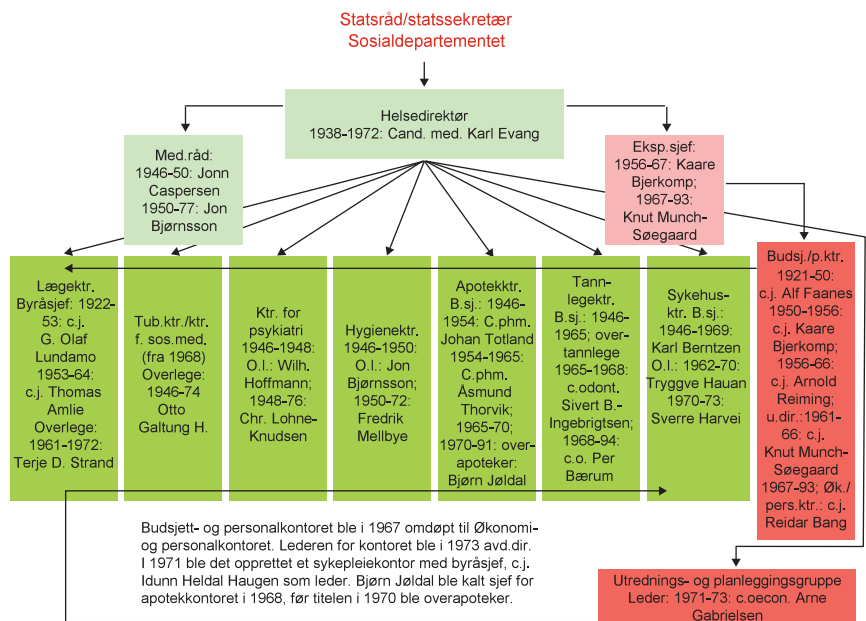 Statsråd/statssekretær
Sosialdepartementet
Helsedirektør
1938-1972: Cand. med. Karl Evang
Med.råd:
1946-50: Jonn
Caspersen
1950-77: Jon
Bjørnsson
Eksp.sjef:
1956-67: Kaare
Bjerkomp;
1967-93:
Knut Munch-
Søegaard
Lægektr.
Byråsjef: 1922-
53: c.j.
G. Olaf
Lundamo
1953-64:
c.j. Thomas
Amlie
Overlege:
1961-1972:
Terje D. Strand
Tub.ktr./ktr.
f. sos.med.
(fra 1968)
Overlege:
1946-74
Otto
Galtung H.
Ktr. for
psykiatri
1946-1948:
O.l.: Wilh.
Hoffmann;
1948-76:
Chr. Lohne-
Knudsen
Hygienektr.
1946-1950:
O.l.: Jon
Bjørnsson;
1950-72:
Fredrik
Mellbye
Apotekktr.
B.sj.: 1946-
1954: C.phm.
Johan Totland
1954-1965:
C.phm.
Åsmund
Thorvik;
1965-70;
1970-91: over-
apoteker:
Bjørn Jøldal
Tann-
legektr.
B.sj.: 1946-
1965; over-
tannlege
1965-1968:
c.odont.
Sivert B.-
Ingebrigtsen;
1968-94:
c.o. Per
Bærum
Sykehus-
ktr. B.sj.:
1946-1969:
Karl Berntzen
O.l.: 1962-70:
Tryggve Hauan
1970-73:
Sverre Harvei
Budsj./p.ktr.
1921-50:
c.j. Alf Faanes
1950-1956:
c.j. Kaare
Bjerkomp;
1956-66:
c.j. Arnold
Reiming;
u.dir.:1961-
66: c.j.
Knut Munch-
Søegaard
1967-93; Øk./
pers.ktr.: c.j.
Reidar Bang
Budsjett- og personalkontoret ble i 1967 omdøpt til Økonomi-
og personalkontoret. Lederen for kontoret ble i 1973 avd.dir.
I 1971 ble det opprettet et sykepleiekontor med byråsjef, c.j.
Idunn Heldal Haugen som leder. Bjørn Jøldal ble kalt sjef for
apotekkontoret i 1968, før titelen i 1970 ble overapoteker.
Utrednings- og planleggingsgruppe
Leder: 1971-73: c.oecon. Arne
Gabrielsen